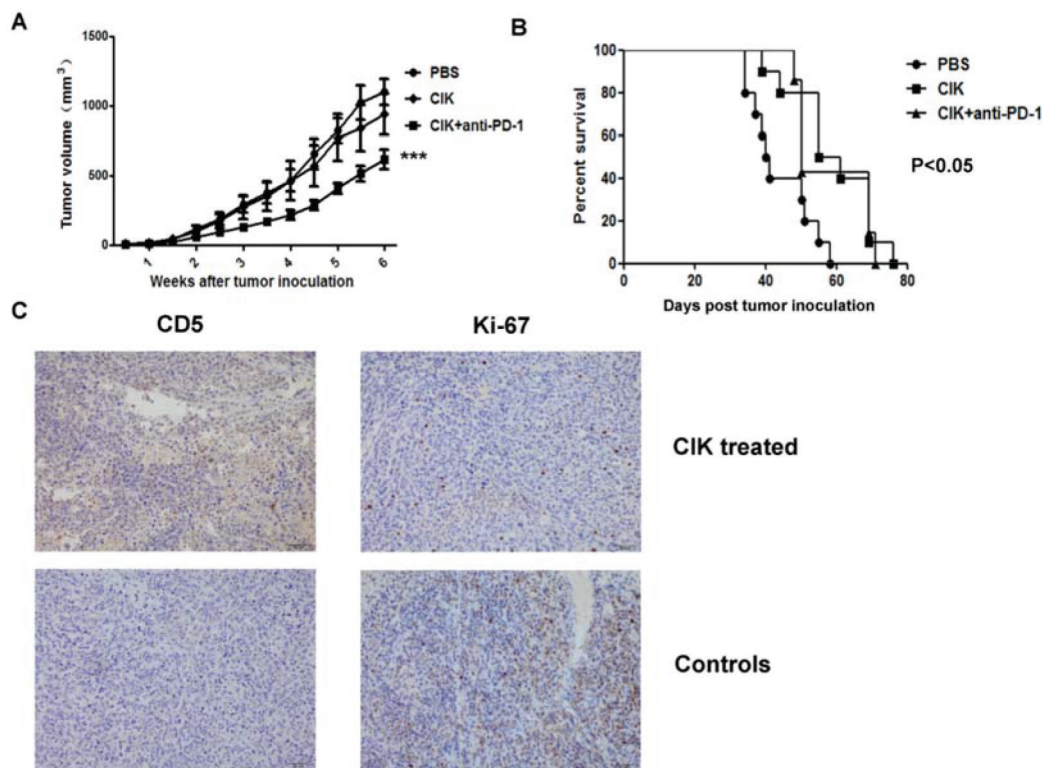 A
1500
1000
500
0
1
2
3
4
5
6
Tumor volume (mm³)
Weeks after tumor inoculation
PBS
CIK
CIK+anti-PD-1
***
B
100
80
60
40
20
0
0
20
40
60
80
Percent survival
Days post tumor inoculation
PBS
CIK
CIK+anti-PD-1
P<0.05
C
CD5
Ki-67
CIK treated
Controls